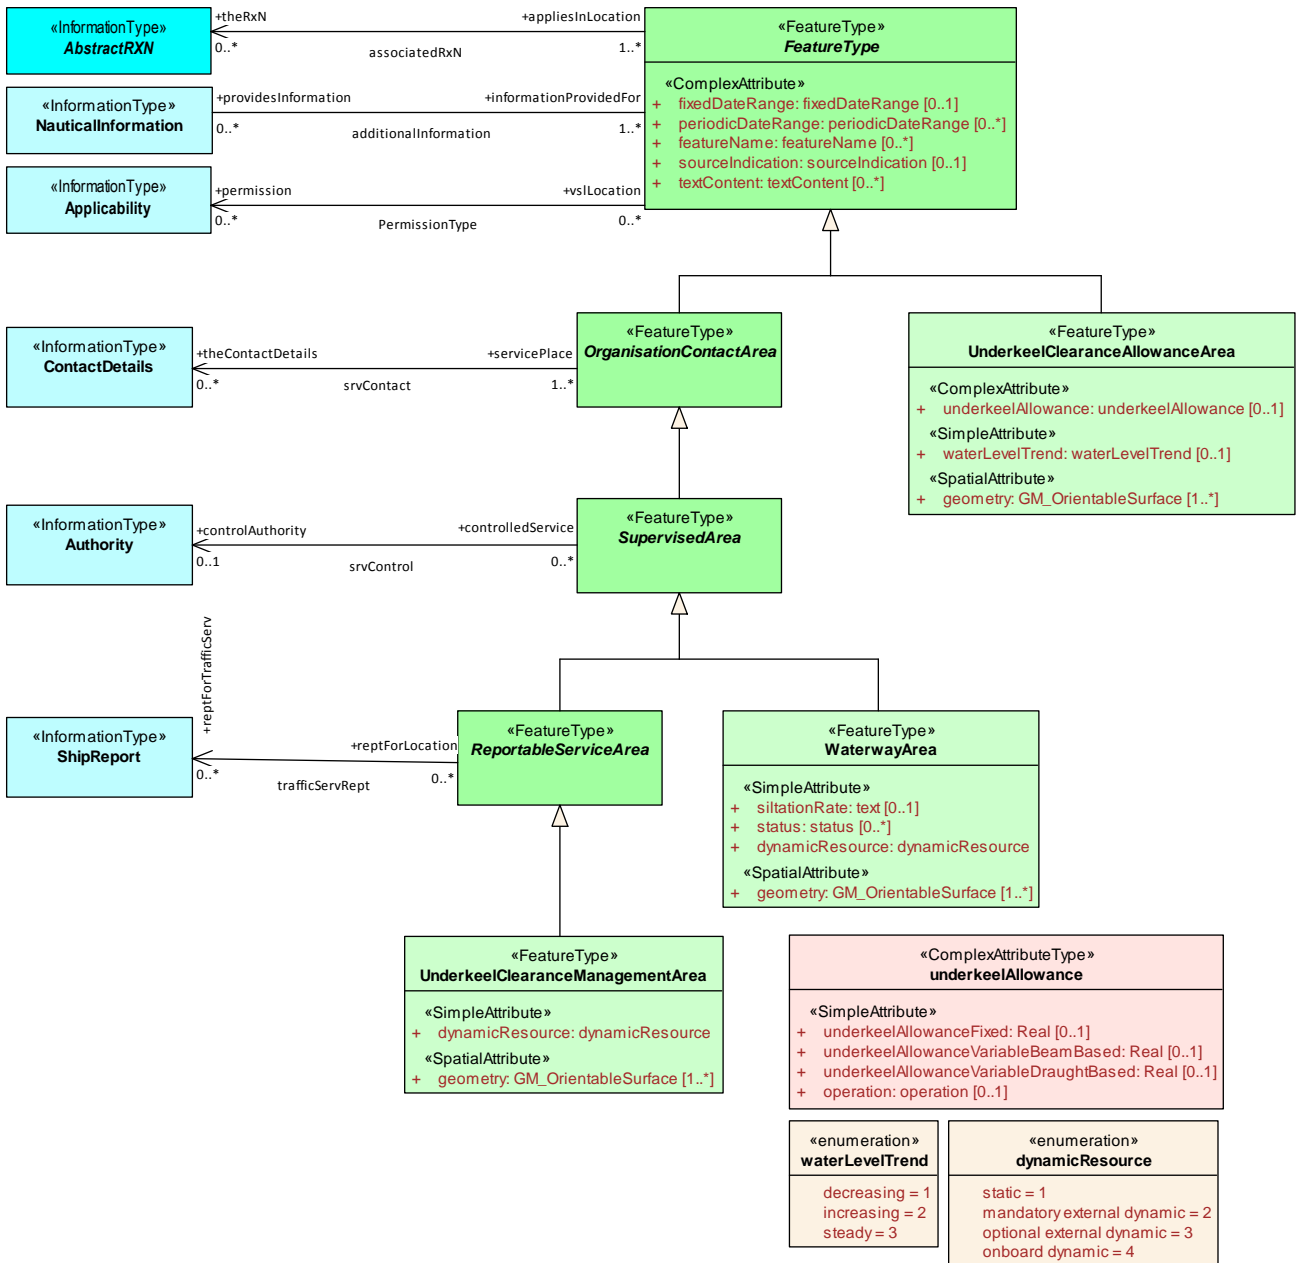 «InformationType»
AbstractRXN
+theRxN
0..*
associatedRxN
+appliesInLocation
1..*
«FeatureType»
FeatureType
«ComplexAttribute»
+ fixedDateRange: fixedDateRange [0..1]
+ periodicDateRange: periodicDateRange [0..*]
+ featureName: featureName [0..*]
+ sourceIndication: sourceIndication [0..1]
+ textContent: textContent [0..*]
«InformationType»
NauticalInformation
+providesInformation
0..*
additionalInformation
+informationProvidedFor
1..*
«InformationType»
Applicability
+permission
0..*
PermissionType
+vslLocation
0..*
«InformationType»
ContactDetails
+theContactDetails
0..*
srvContact
+servicePlace
1..*
«FeatureType»
OrganisationContactArea
«FeatureType»
UnderkeelClearanceAllowanceArea
«ComplexAttribute»
+ underkeelAllowance: underkeelAllowance [0..1]
«SimpleAttribute»
+ waterLevelTrend: waterLevelTrend [0..1]
«SpatialAttribute»
+ geometry: GM_OrientableSurface [1..*]
«InformationType»
Authority
+controlAuthority
0..1
srvControl
+controlledService
0..*
«FeatureType»
SupervisedArea
«InformationType»
ShipReport
+reptForTrafficServ
0..*
trafficServRept
+reptForLocation
0..*
«FeatureType»
ReportableServiceArea
«FeatureType»
WaterwayArea
«SimpleAttribute»
+ siltationRate: text [0..1]
+ status: status [0..*]
+ dynamicResource: dynamicResource
«SpatialAttribute»
+ geometry: GM_OrientableSurface [1..*]
«FeatureType»
UnderkeelClearanceManagementArea
«SimpleAttribute»
+ dynamicResource: dynamicResource
«SpatialAttribute»
+ geometry: GM_OrientableSurface [1..*]
«ComplexAttributeType»
underkeelAllowance
«SimpleAttribute»
+ underkeelAllowanceFixed: Real [0..1]
+ underkeelAllowanceVariableBeamBased: Real [0..1]
+ underkeelAllowanceVariableDraughtBased: Real [0..1]
+ operation: operation [0..1]
«enumeration»
waterLevelTrend
decreasing = 1
increasing = 2
steady = 3
«enumeration»
dynamicResource
static = 1
mandatory external dynamic = 2
optional external dynamic = 3
onboard dynamic = 4